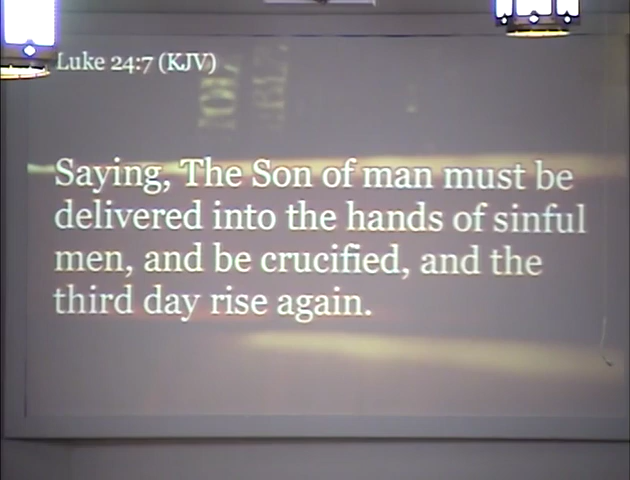 Luke 24:7 (KJV)
Saying, The Son of man must be
delivered into the hands of sinful
men, and be crucified, and the
third day rise again.